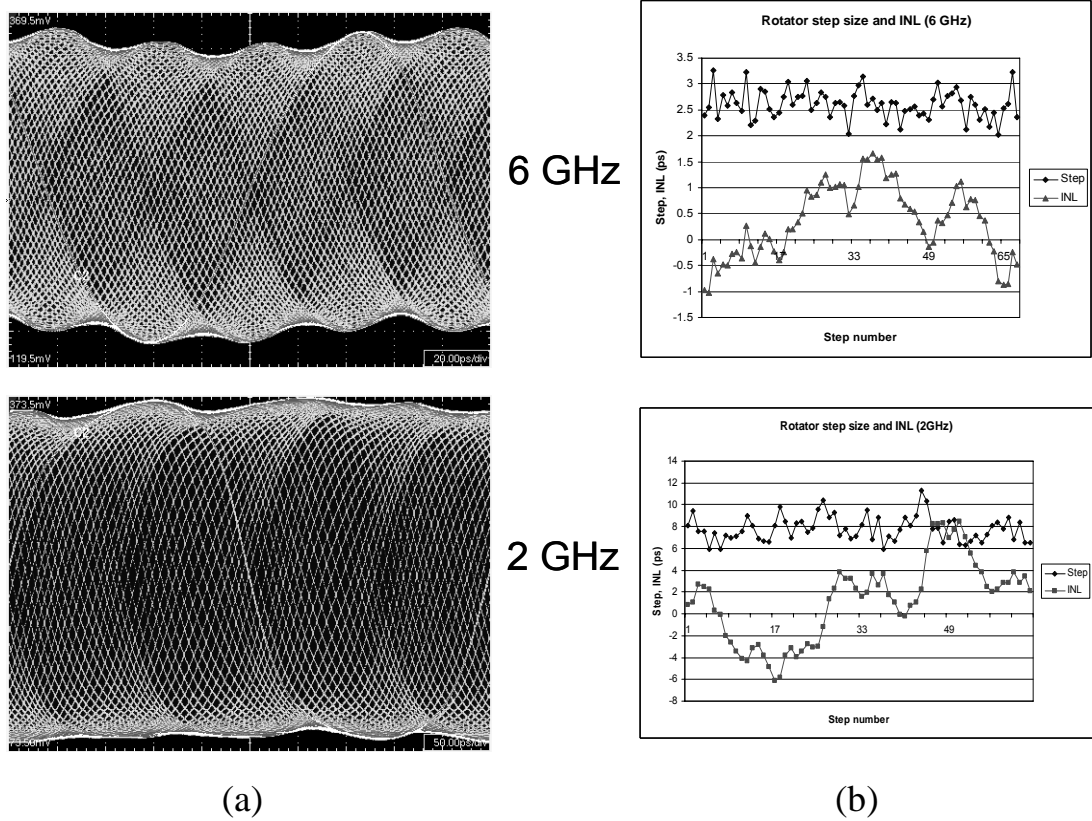 369.5mV
119.5mV
20.00ps/div
6 GHz
Rotator step size and INL (6 GHz)
3.5
3
2.5
2
1.5
1
0.5
0
-0.5
-1
-1.5
1
33
49
65
Step, INL (ps)
Step number
Step
INL
373.5mV
50.00ps/div
2 GHz
Rotator step size and INL (2GHz)
14
12
10
8
6
4
2
0
-2
-4
-6
-8
1
17
33
49
Step, INL (ps)
Step number
Step
INL
(a)
(b)